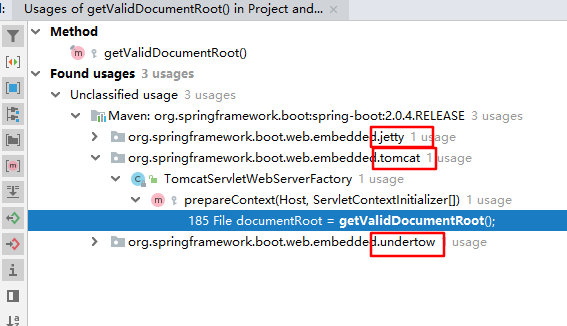 d: Usages of getValidDocumentRoot() in Project and... ×
Method
m getValidDocumentRoot()
Found usages 3 usages
Unclassified usage 3 usages
Maven: org.springframework.boot:spring-boot:2.0.4.RELEASE 3 usages
org.springframework.boot.web.embedded.jetty 1 usage
org.springframework.boot.web.embedded.tomcat 1 usage
C TomcatServletWebServerFactory 1 usage
m prepareContext(Host, ServletContextInitializer[]) 1 usage
185 File documentRoot = getValidDocumentRoot();
org.springframework.boot.web.embedded.undertow usage